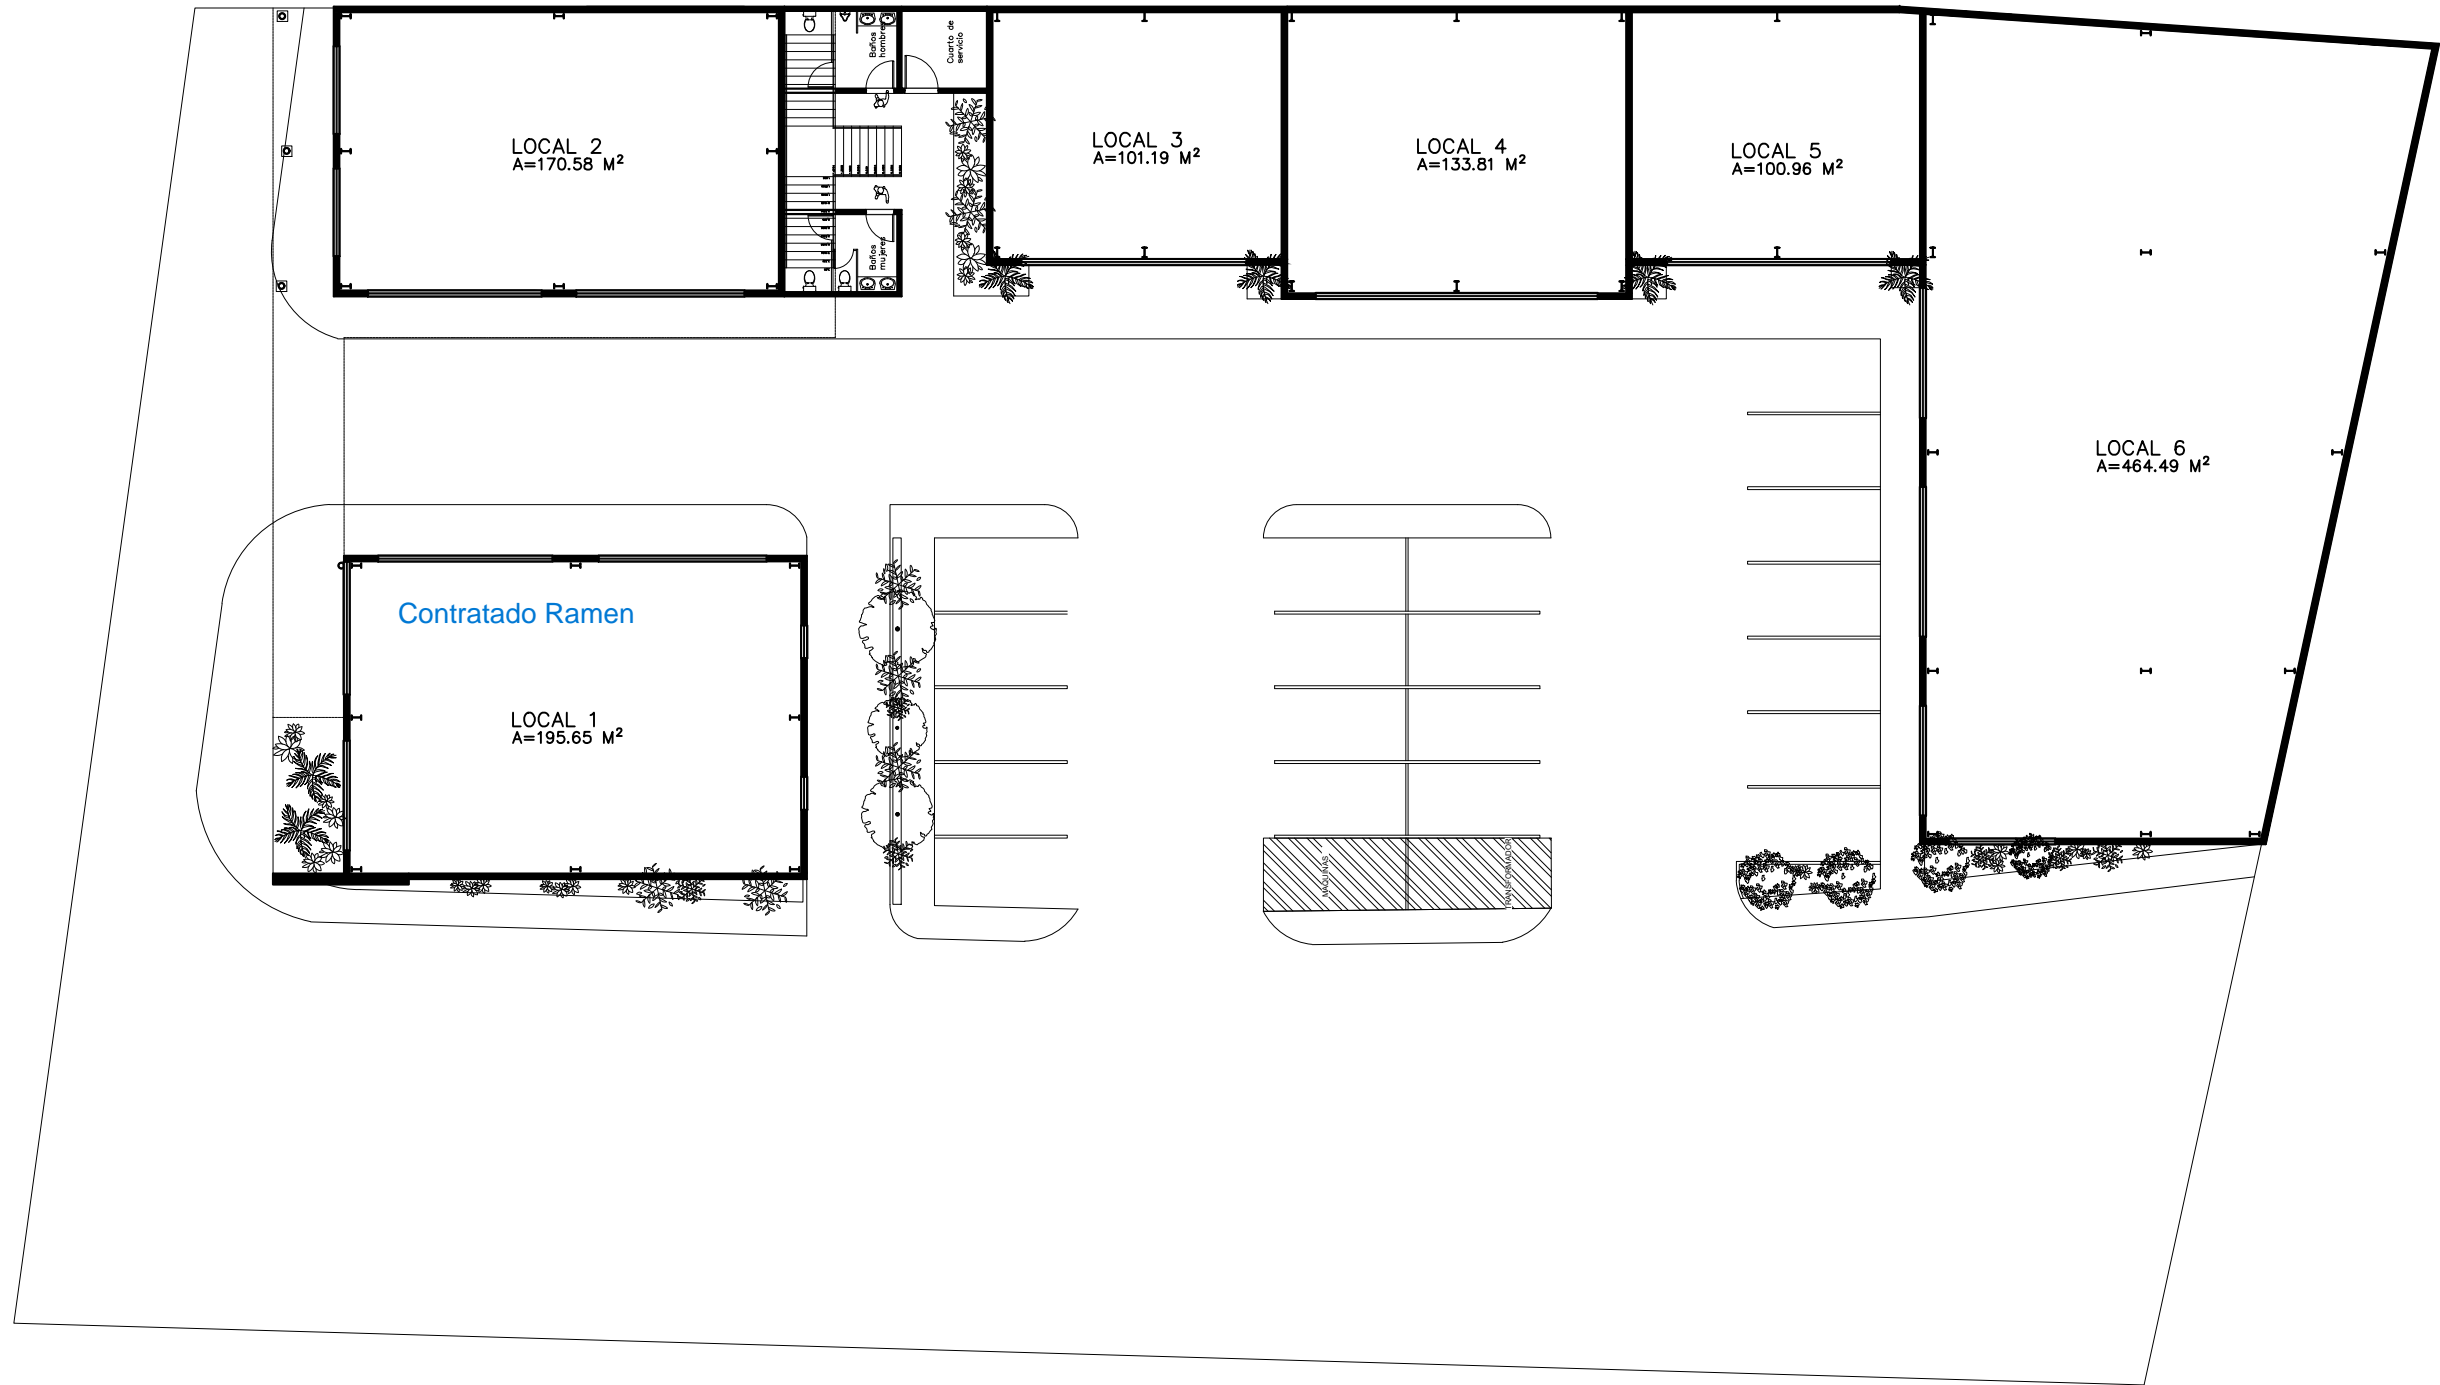 Baños
hombres
Cuarto de
servicio
LOCAL 2
A=170.58 M²
LOCAL 3
A=101.19 M²
LOCAL 4
A=133.81 M²
LOCAL 5
A=100.96 M²
Baños
mujeres
LOCAL 6
A=464.49 M²
Contratado Ramen
LOCAL 1
A=195.65 M²
MAQUINAS
TRANSFORMADOR